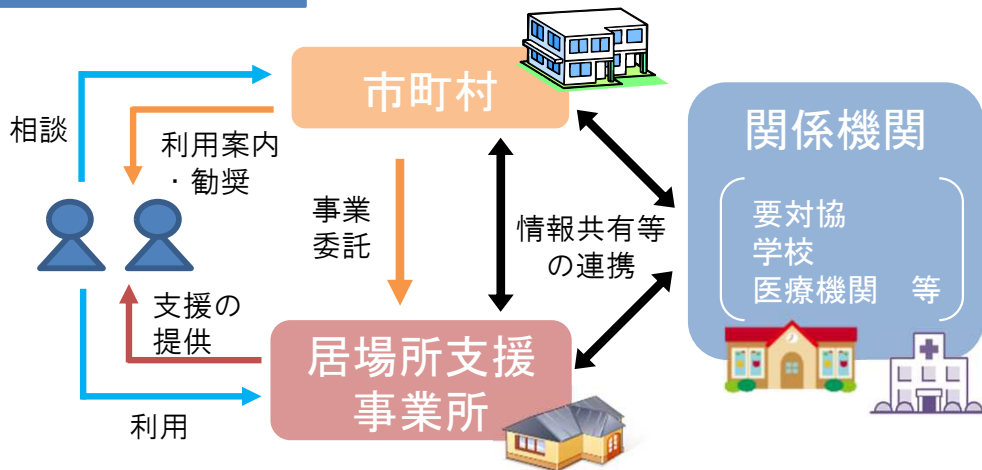 市町村
関係機関
相談
利用案内
・勧奨
事業
委託
情報共有等
の連携
要対協
学校
医療機関　等
支援の
提供
居場所支援
事業所
利用